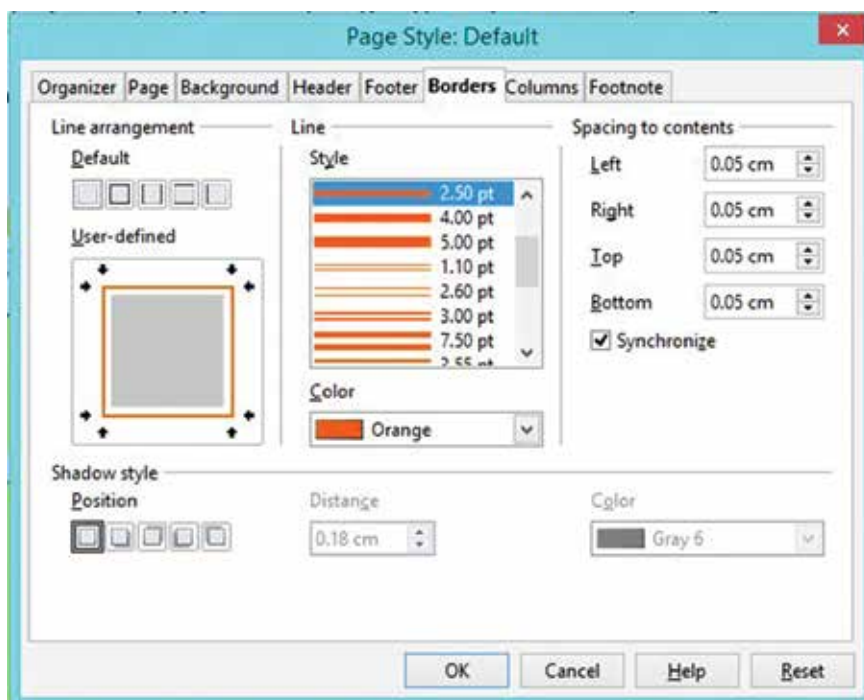 Page Style: Default
Organizer Page Background Header Footer Borders Columns Footnote
Line arrangement
Default
User-defined
Line
Style
2.50 pt
4.00 pt
5.00 pt
1.10 pt
2.60 pt
3.00 pt
7.50 pt
2.55 pt
Color
Orange
Spacing to contents
Left 0.05 cm
Right 0.05 cm
Top 0.05 cm
Bottom 0.05 cm
Synchronize
Shadow style
Position
Distance
0.18 cm
Color
Gray 6
OK Cancel Help Reset